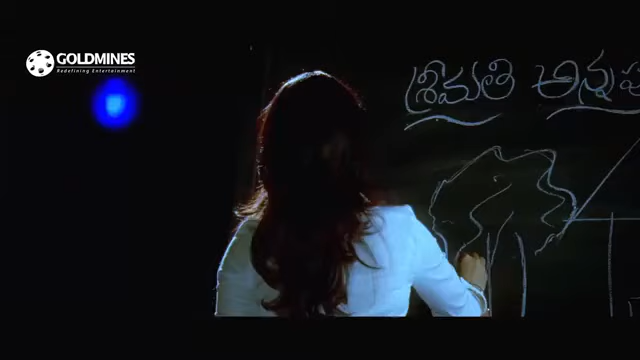 GOLDMINES
Redefining Entertainment
శ్రీమతి